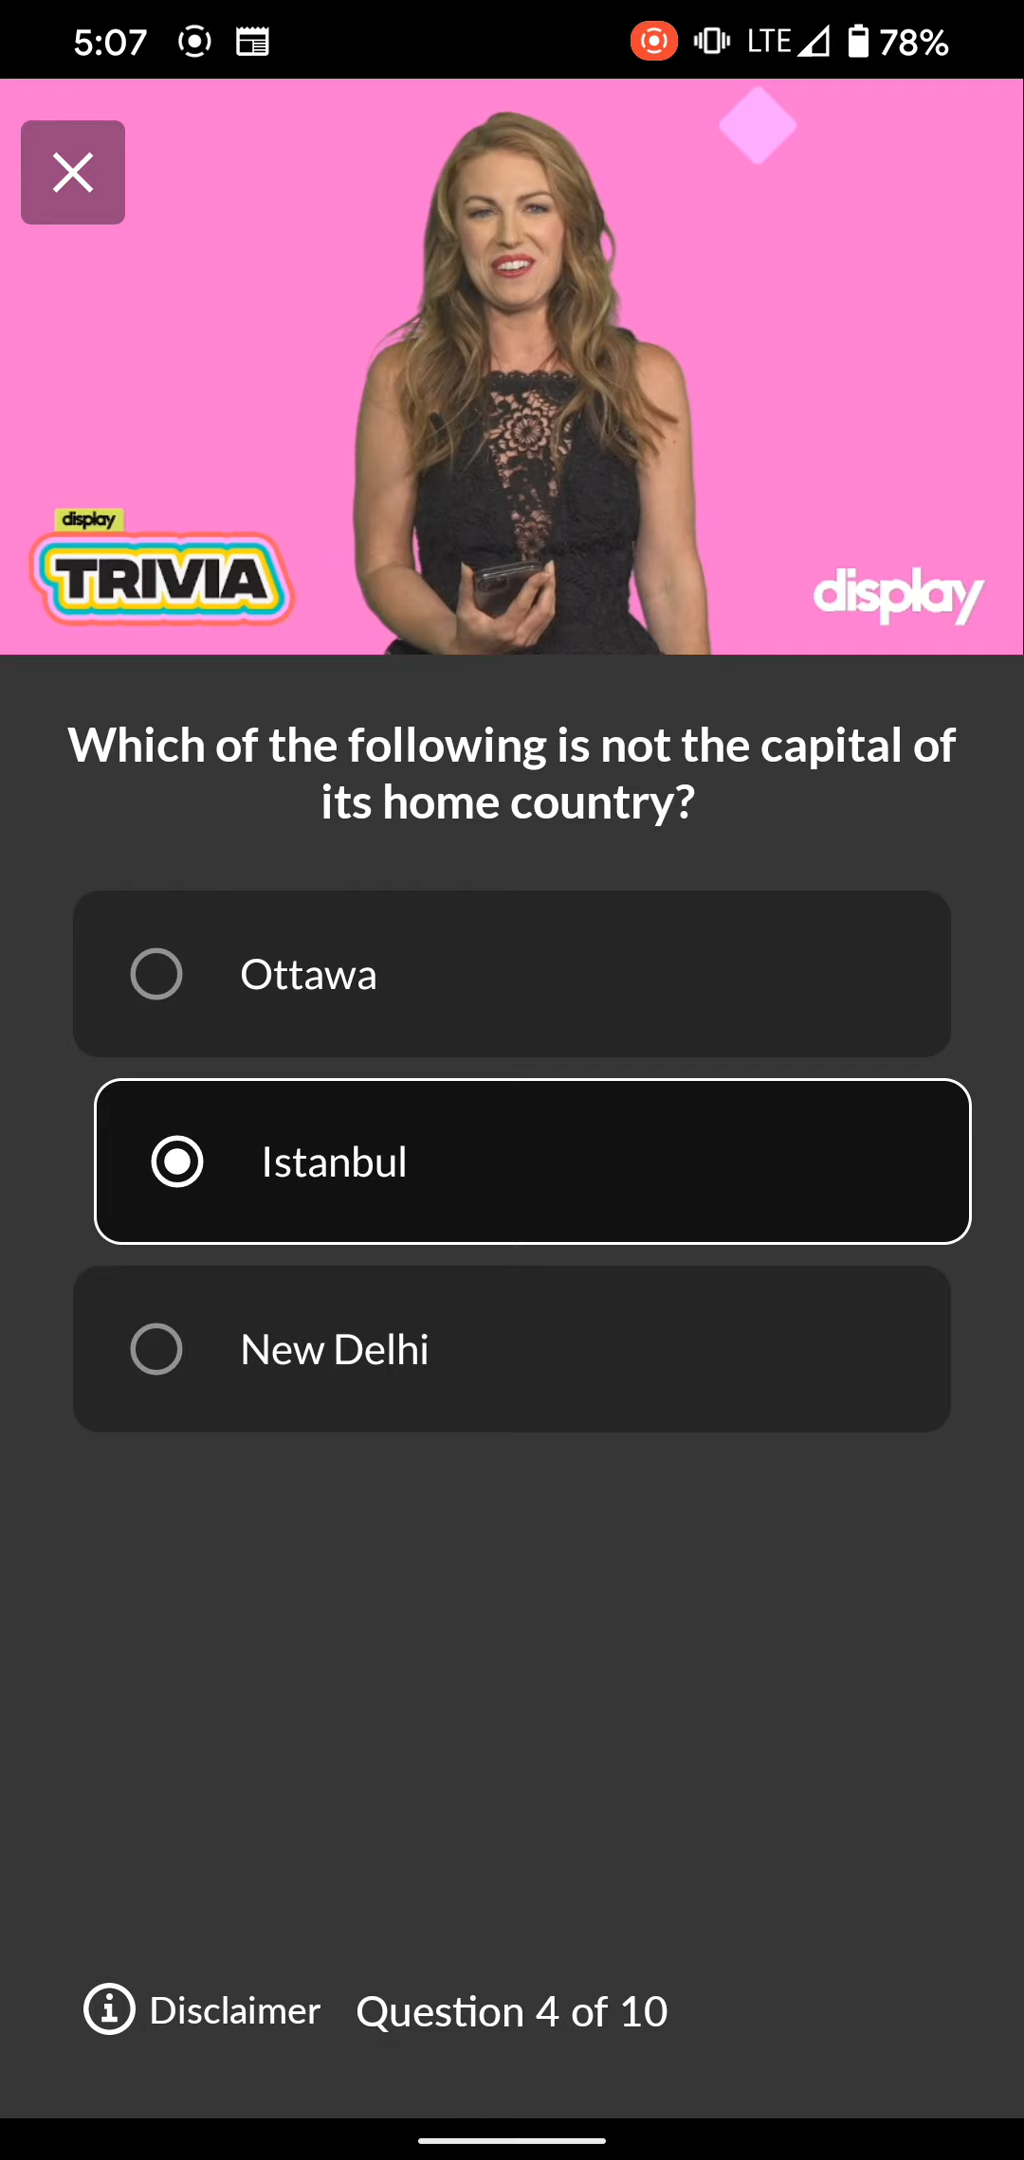 5:07 LTE 78%
display
TRIVIA
display
Which of the following is not the capital of
its home country?
Ottawa
Istanbul
New Delhi
Disclaimer Question 4 of 10